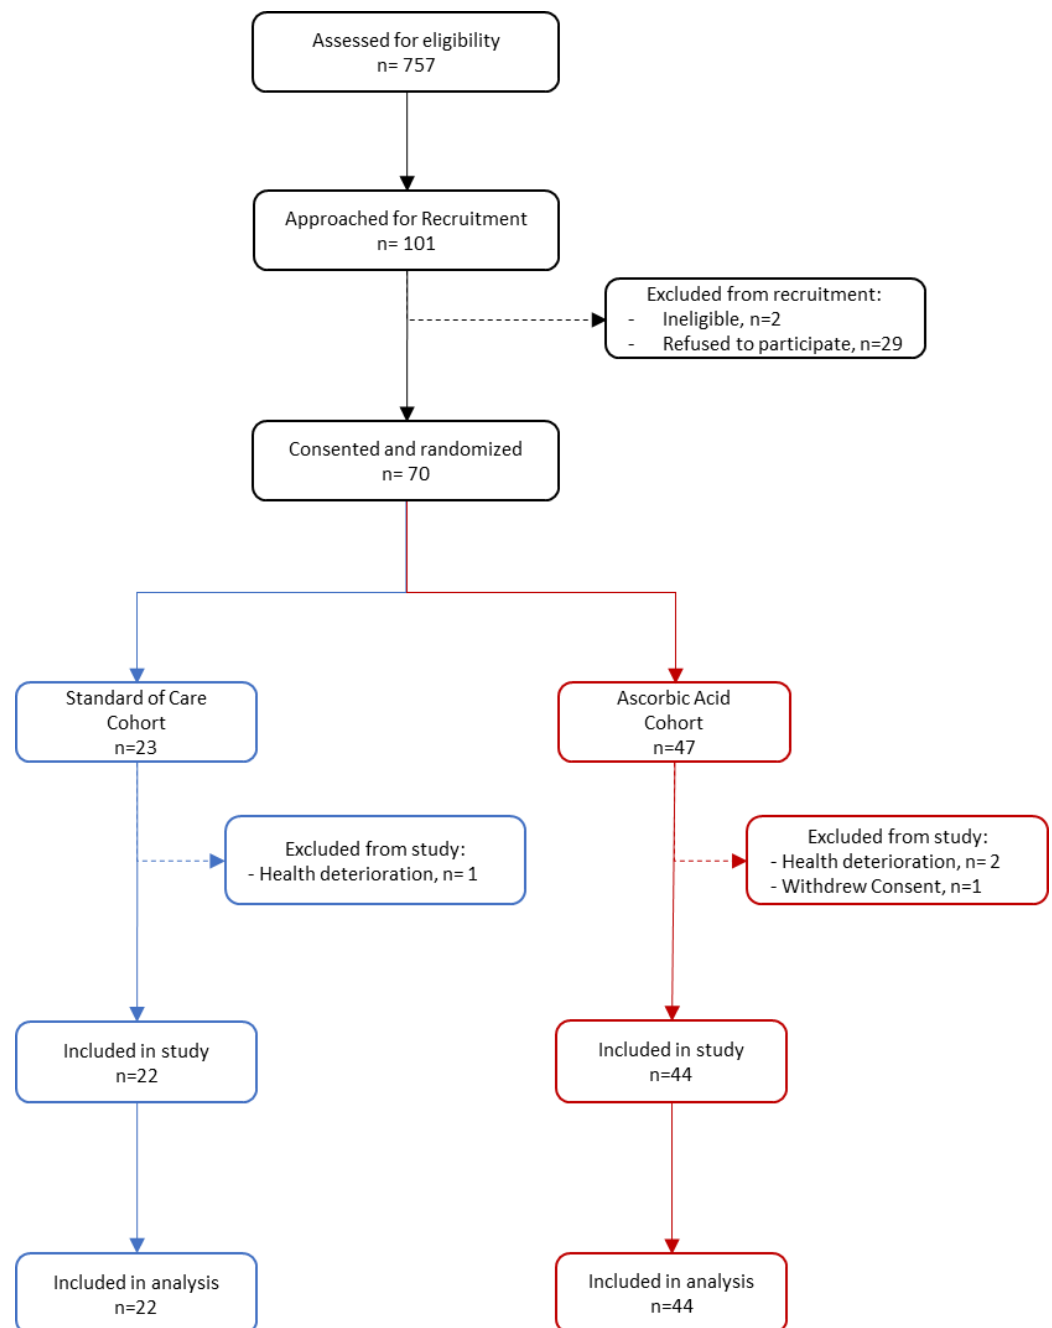 Assessed for eligibility
n= 757
Approached for Recruitment
n= 101
Excluded from recruitment:
- Ineligible, n=2
- Refused to participate, n=29
Consented and randomized
n= 70
Standard of Care
Cohort
n=23
Ascorbic Acid
Cohort
n=47
Excluded from study:
- Health deterioration, n= 1
Excluded from study:
- Health deterioration, n= 2
- Withdrew Consent, n=1
Included in study
n=22
Included in study
n=44
Included in analysis
n=22
Included in analysis
n=44